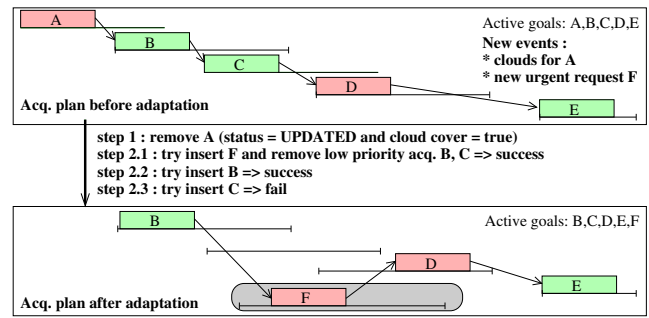 A
Active goals: A,B,C,D,E
B
New events :
* clouds for A
C
* new urgent request F
D
Acq. plan before adaptation
E
step 1 : remove A (status = UPDATED and cloud cover = true)
step 2.1 : try insert F and remove low priority acq. B, C => success
step 2.2 : try insert B => success
step 2.3 : try insert C => fail
B
Active goals: B,C,D,E,F
D
E
F
Acq. plan after adaptation